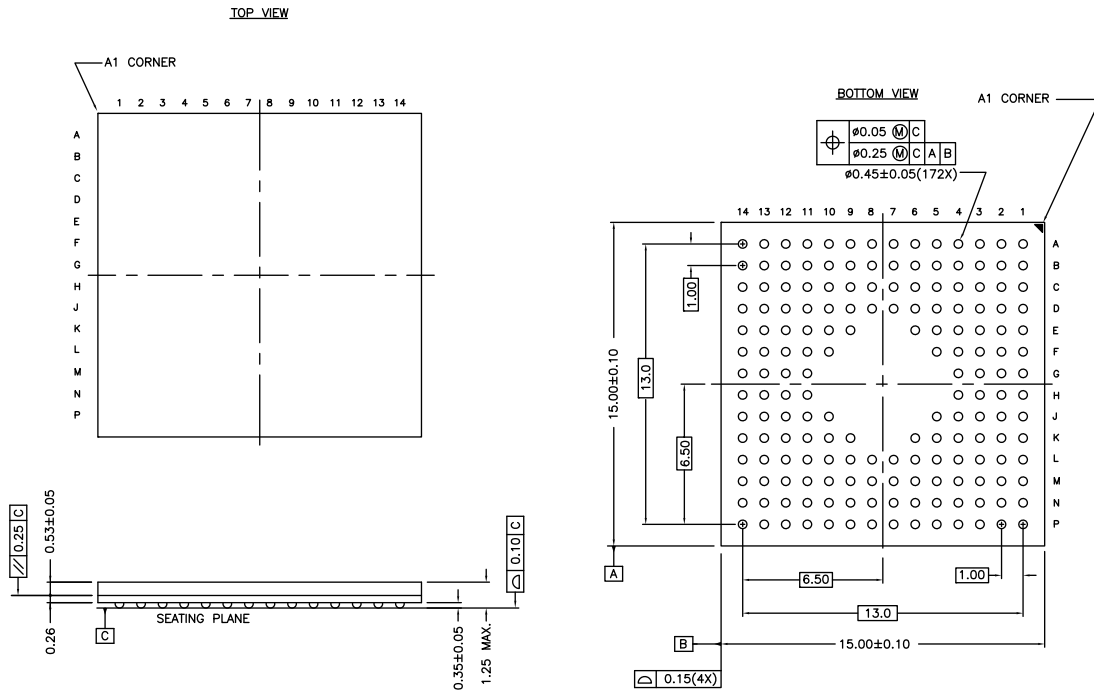 TOP VIEW
A1 CORNER
1 2 3 4 5 6 7 8 9 10 11 12 13 14
A
B
C
D
E
F
G
H
J
K
L
M
N
P
0.25 C
0.53±0.05
0.26
C
SEATING PLANE
0.35±0.05
1.25 MAX.
0.10 C
BOTTOM VIEW
A1 CORNER
ø0.05 Ⓜ C
ø0.25 Ⓜ C A B
ø0.45±0.05(172X)
14 13 12 11 10 9 8 7 6 5 4 3 2 1
A
B
C
D
E
F
G
H
J
K
L
M
N
P
1.00
15.00±0.10
13.0
6.50
A
6.50
1.00
13.0
B
15.00±0.10
0.15(4X)